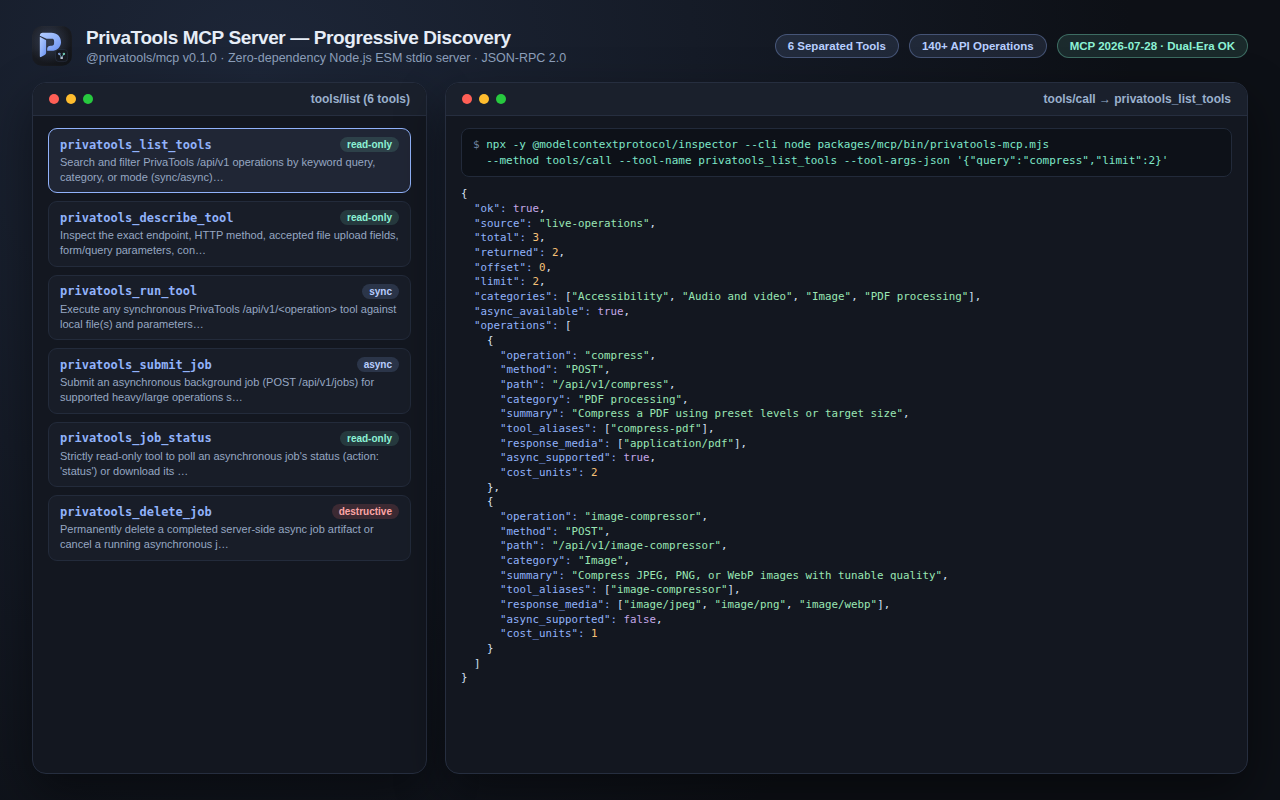 PrivaTools MCP Server — Progressive Discovery
@privatools/mcp v0.1.0 · Zero-dependency Node.js ESM stdio server · JSON-RPC 2.0
6 Separated Tools
140+ API Operations
MCP 2026-07-28 · Dual-Era OK
tools/list (6 tools)
privatools_list_tools
read-only
Search and filter PrivaTools /api/v1 operations by keyword query,
category, or mode (sync/async)…
privatools_describe_tool
read-only
Inspect the exact endpoint, HTTP method, accepted file upload fields,
form/query parameters, con…
privatools_run_tool
sync
Execute any synchronous PrivaTools /api/v1/<operation> tool against
local file(s) and parameters…
privatools_submit_job
async
Submit an asynchronous background job (POST /api/v1/jobs) for
supported heavy/large operations s…
privatools_job_status
read-only
Strictly read-only tool to poll an asynchronous job's status (action:
'status') or download its …
privatools_delete_job
destructive
Permanently delete a completed server-side async job artifact or
cancel a running asynchronous j…
tools/call → privatools_list_tools
$ npx -y @modelcontextprotocol/inspector --cli node packages/mcp/bin/privatools-mcp.mjs
--method tools/call --tool-name privatools_list_tools --tool-args-json '{"query":"compress","limit":2}'
{
"ok": true,
"source": "live-operations",
"total": 3,
"returned": 2,
"offset": 0,
"limit": 2,
"categories": ["Accessibility", "Audio and video", "Image", "PDF processing"],
"async_available": true,
"operations": [
{
"operation": "compress",
"method": "POST",
"path": "/api/v1/compress",
"category": "PDF processing",
"summary": "Compress a PDF using preset levels or target size",
"tool_aliases": ["compress-pdf"],
"response_media": ["application/pdf"],
"async_supported": true,
"cost_units": 2
},
{
"operation": "image-compressor",
"method": "POST",
"path": "/api/v1/image-compressor",
"category": "Image",
"summary": "Compress JPEG, PNG, or WebP images with tunable quality",
"tool_aliases": ["image-compressor"],
"response_media": ["image/jpeg", "image/png", "image/webp"],
"async_supported": false,
"cost_units": 1
}
]
}